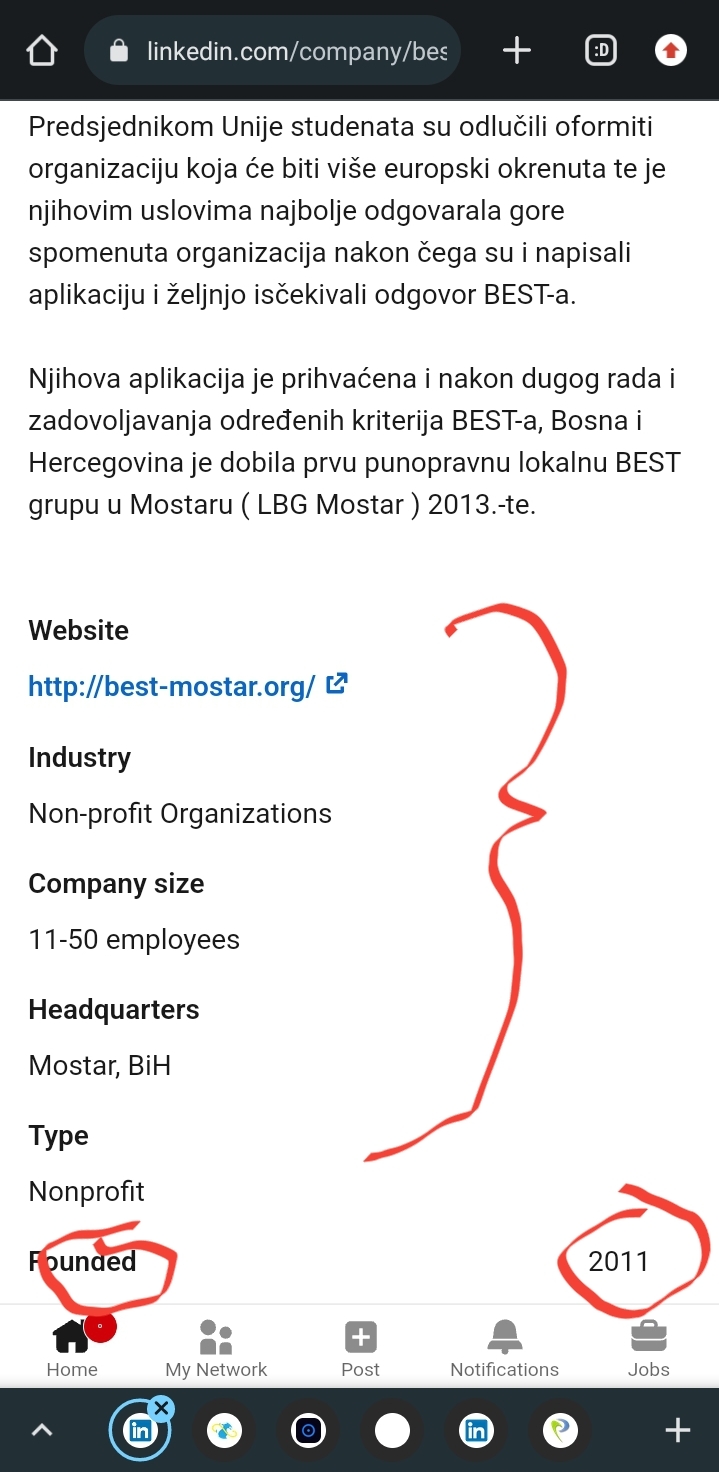 linkedin.com/company/bes
:D
Predsjednikom Unije studenata su odlučili oformiti
organizaciju koja će biti više europski okrenuta te je
njihovim uslovima najbolje odgovarala gore
spomenuta organizacija nakon čega su i napisali
aplikaciju i željnjo isčekivali odgovor BEST-a.
Njihova aplikacija je prihvaćena i nakon dugog rada i
zadovoljavanja određenih kriterija BEST-a, Bosna i
Hercegovina je dobila prvu punopravnu lokalnu BEST
grupu u Mostaru ( LBG Mostar ) 2013.-te.
Website
http://best-mostar.org/
Industry
Non-profit Organizations
Company size
11-50 employees
Headquarters
Mostar, BiH
Type
Nonprofit
Founded 2011
Home My Network Post Notifications Jobs
in in